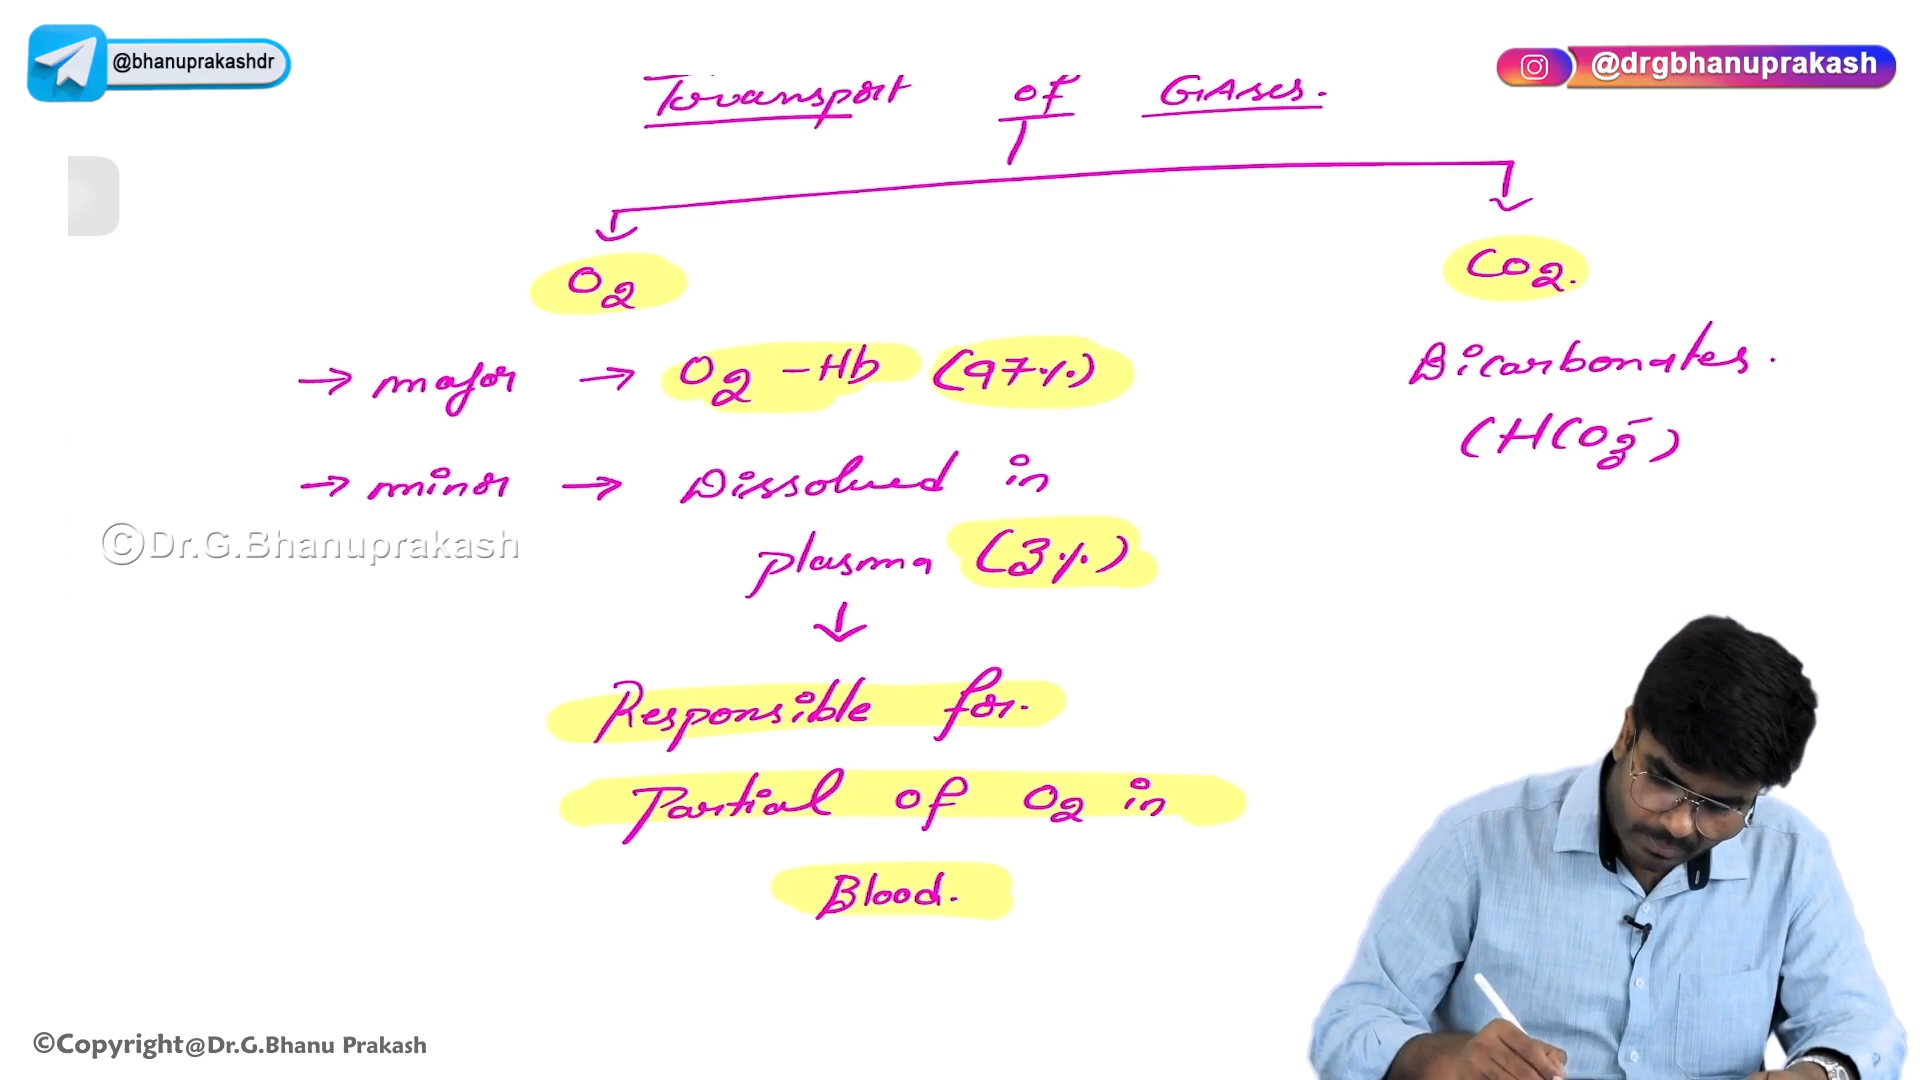 @bhanuprakashdr
@drgbhanuprakash
Transport of GAses.
O2
CO2.
→ major → O2 - Hb (97%)
→ minor → Dissolved in
plasma (3%)
↓
Responsible for.
Partial of O2 in
Blood.
Bicarbonates.
(HCO3⁻)
©Dr.G.Bhanuprakash
©Copyright@Dr.G.Bhanu Prakash